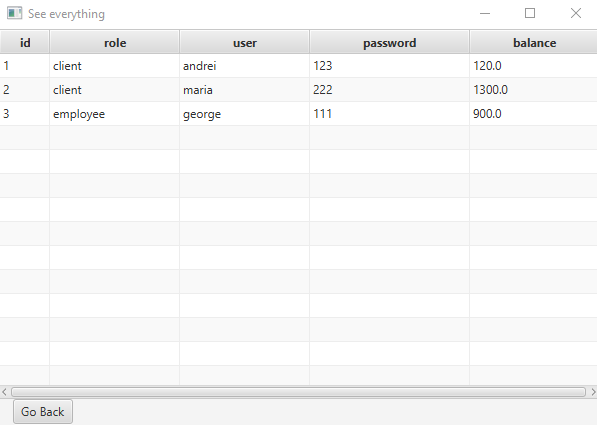 See everything
id role user password balance
1 client andrei 123 120.0
2 client maria 222 1300.0
3 employee george 111 900.0
Go Back